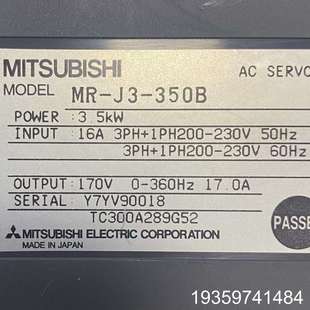 MITSUBISHI AC SERVO
MODEL MR-J3-350B
POWER : 3.5kW
INPUT : 16A 3PH+1PH200-230V 50Hz
3PH+1PH200-230V 60Hz
OUTPUT: 170V 0-360Hz 17.0A
SERIAL: Y7YV90018
TC300A289G52
PASSE
MITSUBISHI ELECTRIC CORPORATION
MADE IN JAPAN
19359741484